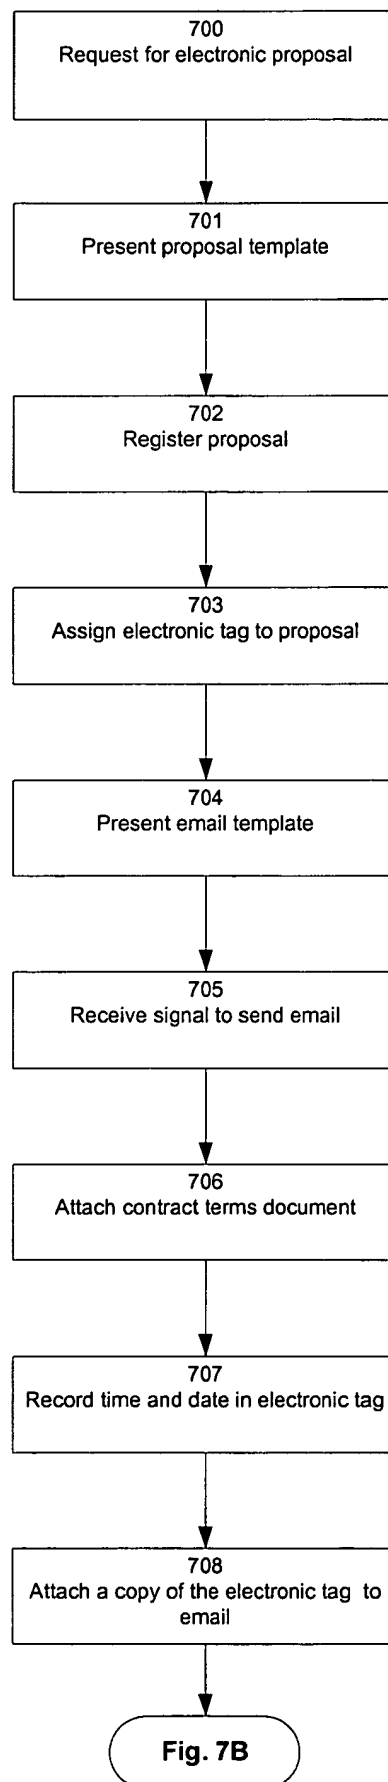 700
Request for electronic proposal
701
Present proposal template
702
Register proposal
703
Assign electronic tag to proposal
704
Present email template
705
Receive signal to send email
706
Attach contract terms document
707
Record time and date in electronic tag
708
Attach a copy of the electronic tag to
email
Fig. 7B